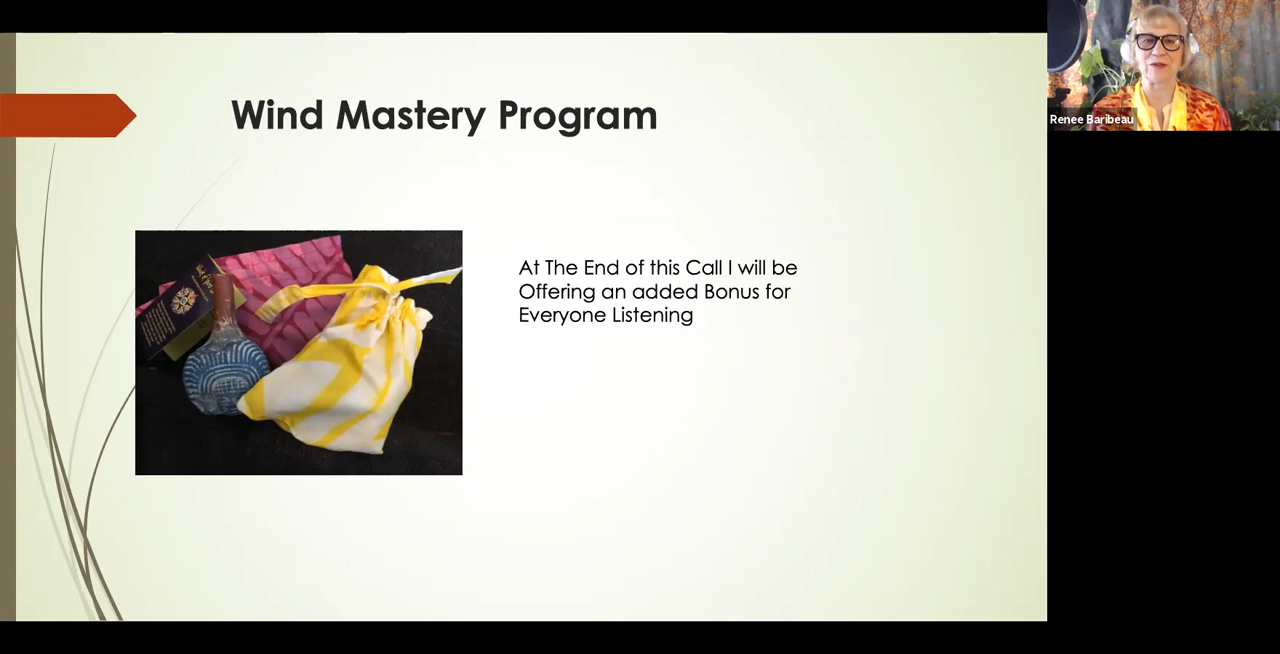 Wind Mastery Program
At The End of this Call I will be
Offering an added Bonus for
Everyone Listening
Renee Baribeau